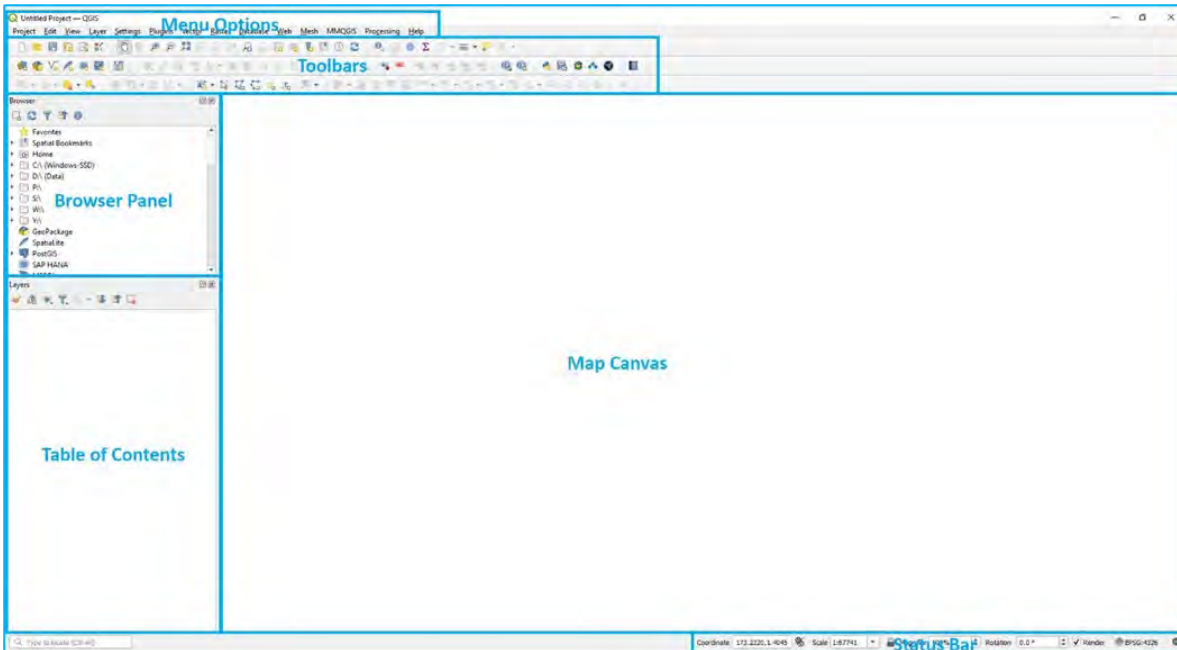 Untitled Project — QGIS
Menu Options
Project Edit View Layer Settings Plugins Vector Raster Database Web Mesh MMQGIS Processing Help
Toolbars
Browser
Favorites
Spatial Bookmarks
Home
C:\ (Windows-SSD)
D:\ (Data)
P:\
S:\
W:\
Y:\
Browser Panel
GeoPackage
SpatiaLite
PostGIS
SAP HANA
Layers
Map Canvas
Table of Contents
Type to locate (Ctrl+K)
Coordinate 173.2220,1.4045 Scale 1:67741 Rotation 0.0 ° Render EPSG:4326
Status Bar